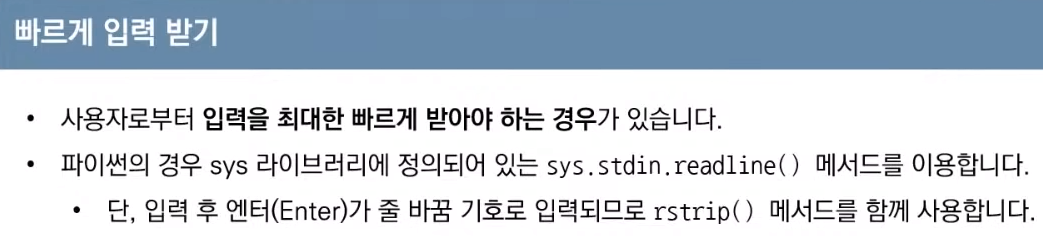 빠르게 입력 받기
• 사용자로부터 입력을 최대한 빠르게 받아야 하는 경우가 있습니다.
• 파이썬의 경우 sys 라이브러리에 정의되어 있는 sys.stdin.readline() 메서드를 이용합니다.
• 단, 입력 후 엔터(Enter)가 줄 바꿈 기호로 입력되므로 rstrip() 메서드를 함께 사용합니다.